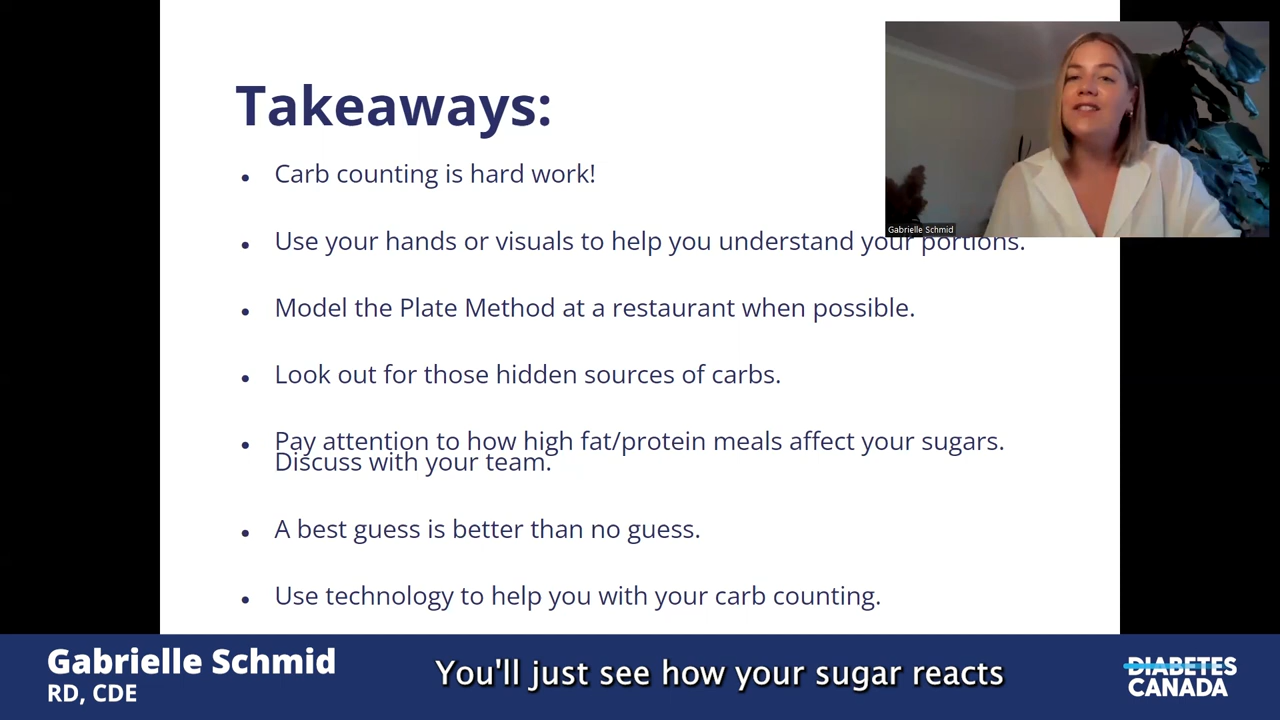 Takeaways:
Carb counting is hard work!
Use your hands or visuals to help you understand your portions.
Model the Plate Method at a restaurant when possible.
Look out for those hidden sources of carbs.
Pay attention to how high fat/protein meals affect your sugars.
Discuss with your team.
A best guess is better than no guess.
Use technology to help you with your carb counting.
Gabrielle Schmid
Gabrielle Schmid
RD, CDE
You'll just see how your sugar reacts
DIABETES
CANADA